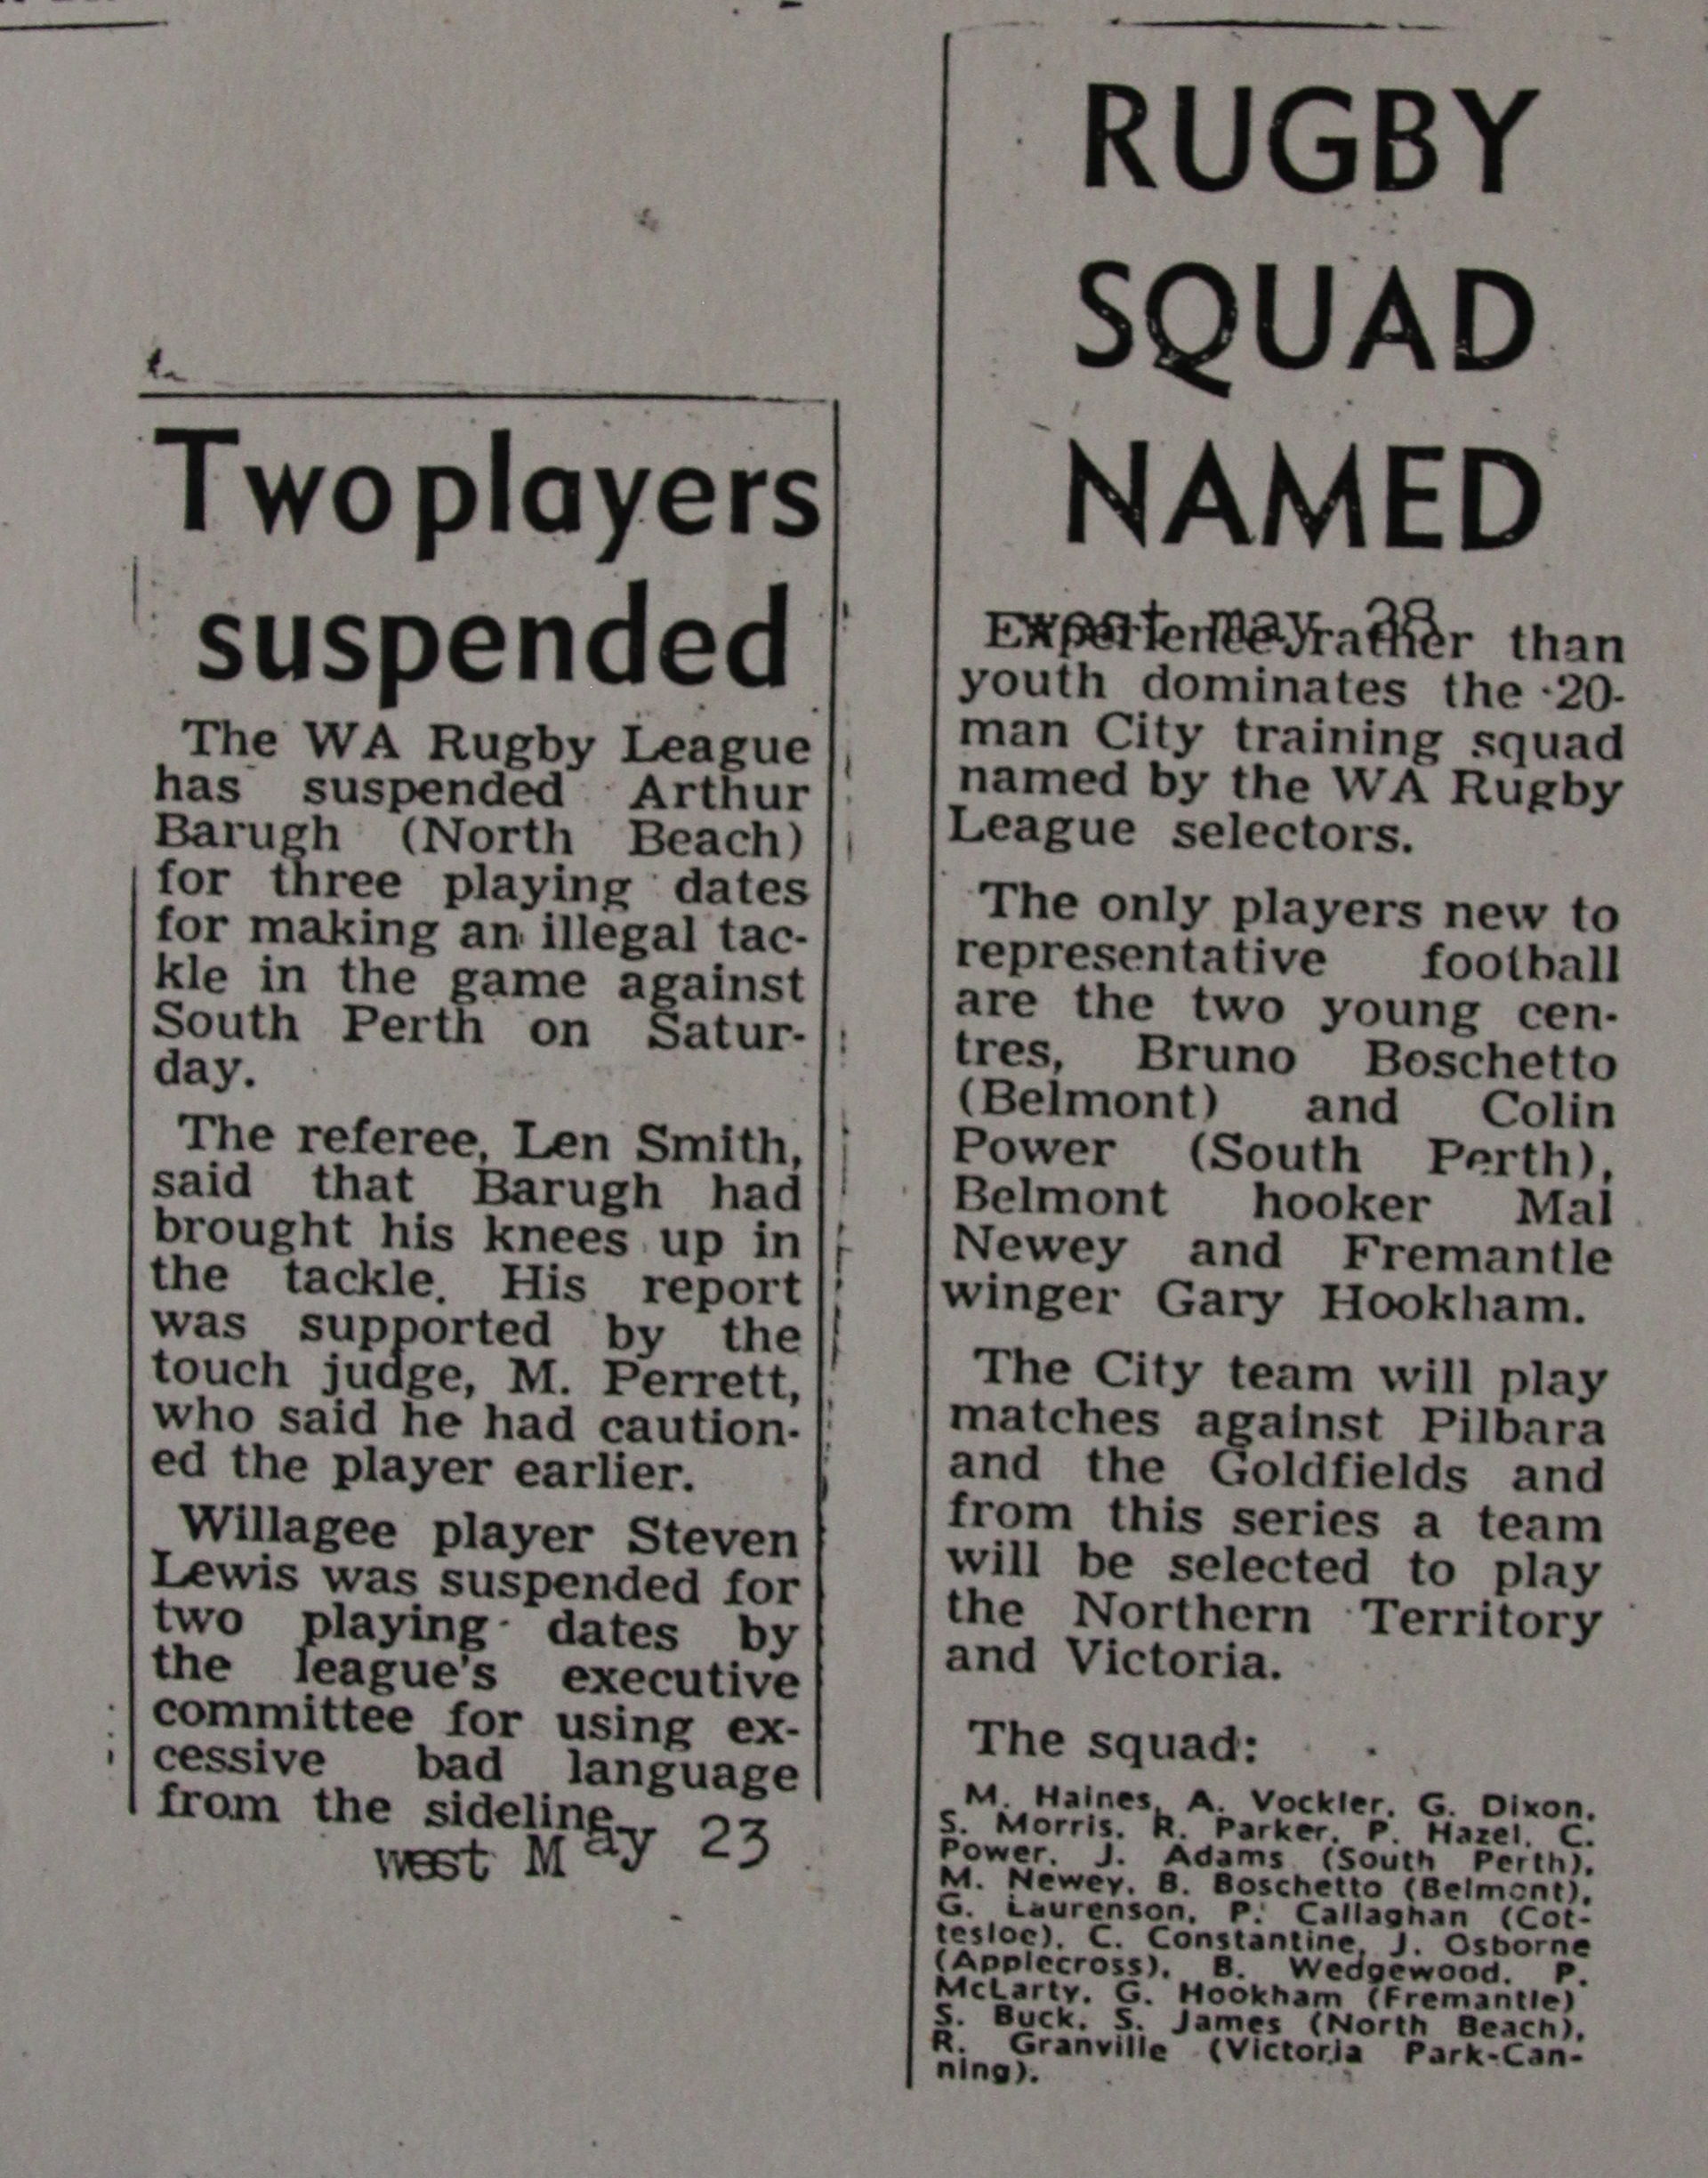 Two players
suspended
The WA Rugby League
has suspended Arthur
Barugh (North Beach)
for three playing dates
for making an illegal tac-
kle in the game against
South Perth on Satur-
day.
The referee, Len Smith,
said that Barugh had
brought his knees up in
the tackle. His report
was supported by the
touch judge, M. Perrett,
who said he had caution-
ed the player earlier.
Willagee player Steven
Lewis was suspended for
two playing dates by
the league's executive
committee for using ex-
cessive bad language
from the sideline.
west May 23
RUGBY
SQUAD
NAMED
west may 28
Experience rather than
youth dominates the 20-
man City training squad
named by the WA Rugby
League selectors.
The only players new to
representative football
are the two young cen-
tres, Bruno Boschetto
(Belmont) and Colin
Power (South Perth),
Belmont hooker Mal
Newey and Fremantle
winger Gary Hookham.
The City team will play
matches against Pilbara
and the Goldfields and
from this series a team
will be selected to play
the Northern Territory
and Victoria.
The squad:
M. Haines, A. Vockler, G. Dixon,
S. Morris, R. Parker, P. Hazel, C.
Power, J. Adams (South Perth),
M. Newey, B. Boschetto (Belmont),
G. Laurenson, P. Callaghan (Cot-
tesloe), C. Constantine, J. Osborne
(Applecross), B. Wedgewood, P.
McLarty, G. Hookham (Fremantle)
S. Buck, S. James (North Beach),
R. Granville (Victoria Park-Can-
ning).